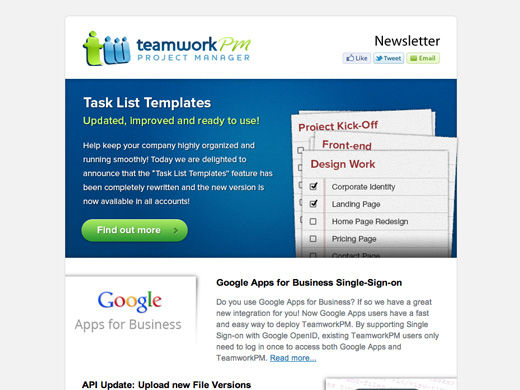 teamworkPM
PROJECT MANAGER
Newsletter
Like Tweet Email
Task List Templates
Updated, improved and ready to use!
Help keep your company highly organized and
running smoothly! Today we are delighted to
announce that the "Task List Templates" feature has
been completely rewritten and the new version is
now available in all accounts!
Find out more
Project Kick-Off
Front-end
Design Work
Corporate Identity
Landing Page
Home Page Redesign
Pricing Page
Contact Page
Google
Apps for Business
Google Apps for Business Single-Sign-on
Do you use Google Apps for Business? If so we have a great
new integration for you! Now Google Apps users have a fast
and easy way to deploy TeamworkPM. By supporting Single
Sign-on with Google OpenID, existing TeamworkPM users only
need to log in once to access both Google Apps and
TeamworkPM. Read more...
API Update: Upload new File Versions